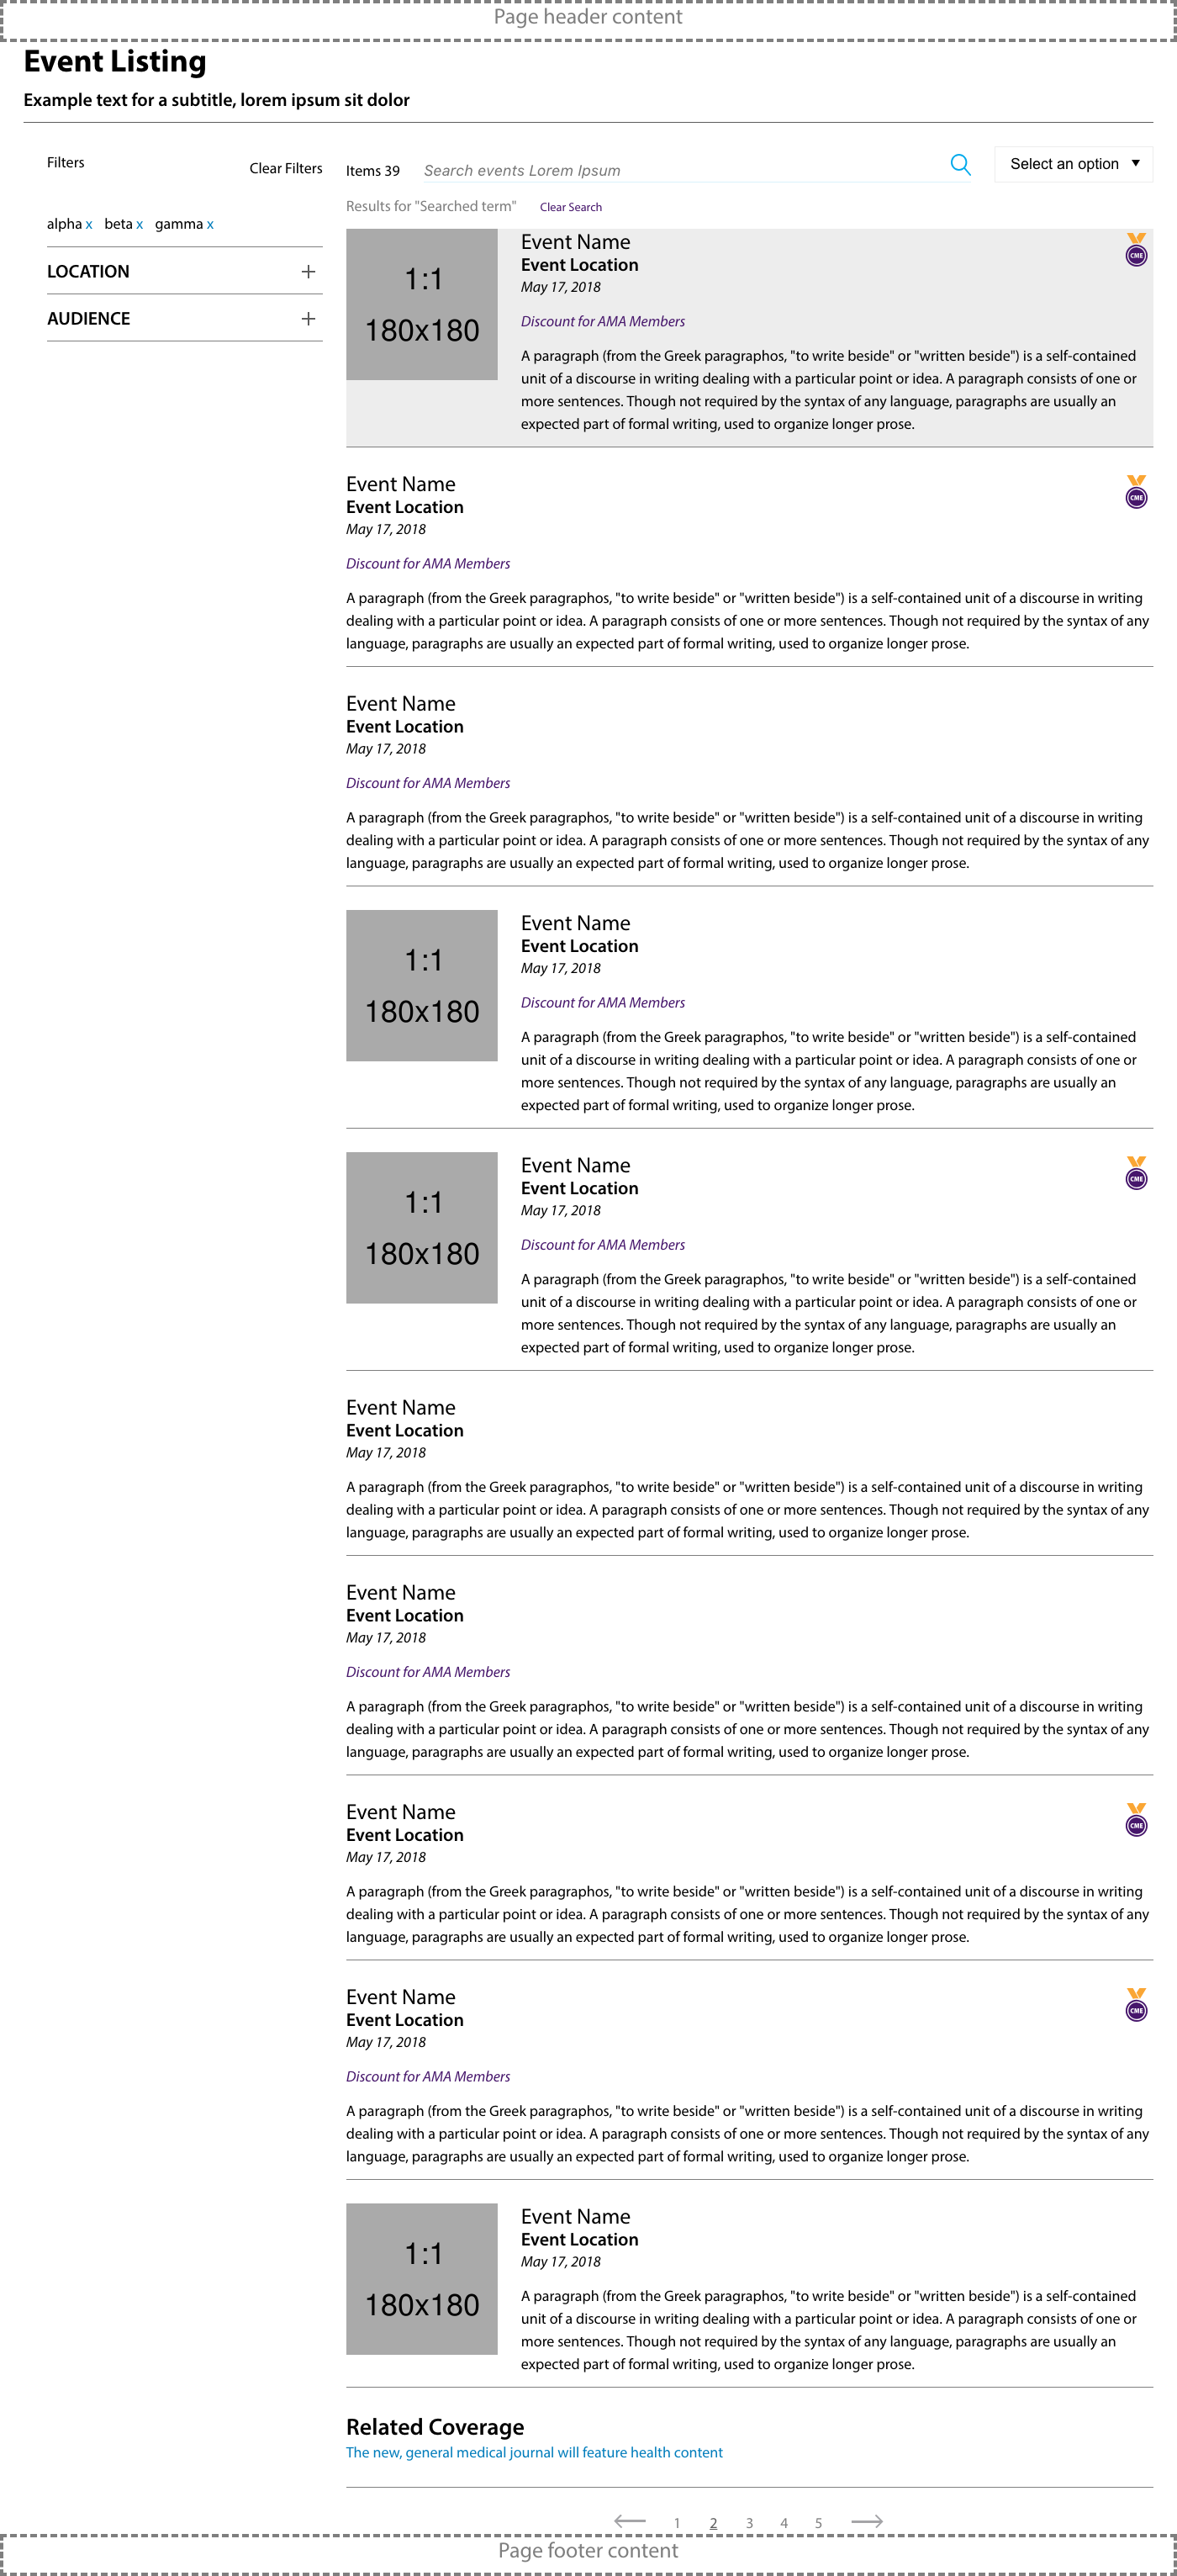 Page header content
Event Listing
Example text for a subtitle, lorem ipsum sit dolor
Filters
Clear Filters
alpha x beta x gamma x
LOCATION
AUDIENCE
Items 39
Search events Lorem Ipsum
Select an option
Results for "Searched term" Clear Search
1:1
180x180
Event Name
Event Location
May 17, 2018
CME
Discount for AMA Members
A paragraph (from the Greek paragraphos, "to write beside" or "written beside") is a self-contained
unit of a discourse in writing dealing with a particular point or idea. A paragraph consists of one or
more sentences. Though not required by the syntax of any language, paragraphs are usually an
expected part of formal writing, used to organize longer prose.
Event Name
Event Location
May 17, 2018
CME
Discount for AMA Members
A paragraph (from the Greek paragraphos, "to write beside" or "written beside") is a self-contained unit of a discourse in writing
dealing with a particular point or idea. A paragraph consists of one or more sentences. Though not required by the syntax of any
language, paragraphs are usually an expected part of formal writing, used to organize longer prose.
Event Name
Event Location
May 17, 2018
Discount for AMA Members
A paragraph (from the Greek paragraphos, "to write beside" or "written beside") is a self-contained unit of a discourse in writing
dealing with a particular point or idea. A paragraph consists of one or more sentences. Though not required by the syntax of any
language, paragraphs are usually an expected part of formal writing, used to organize longer prose.
1:1
180x180
Event Name
Event Location
May 17, 2018
Discount for AMA Members
A paragraph (from the Greek paragraphos, "to write beside" or "written beside") is a self-contained
unit of a discourse in writing dealing with a particular point or idea. A paragraph consists of one or
more sentences. Though not required by the syntax of any language, paragraphs are usually an
expected part of formal writing, used to organize longer prose.
1:1
180x180
Event Name
Event Location
May 17, 2018
CME
Discount for AMA Members
A paragraph (from the Greek paragraphos, "to write beside" or "written beside") is a self-contained
unit of a discourse in writing dealing with a particular point or idea. A paragraph consists of one or
more sentences. Though not required by the syntax of any language, paragraphs are usually an
expected part of formal writing, used to organize longer prose.
Event Name
Event Location
May 17, 2018
A paragraph (from the Greek paragraphos, "to write beside" or "written beside") is a self-contained unit of a discourse in writing
dealing with a particular point or idea. A paragraph consists of one or more sentences. Though not required by the syntax of any
language, paragraphs are usually an expected part of formal writing, used to organize longer prose.
Event Name
Event Location
May 17, 2018
Discount for AMA Members
A paragraph (from the Greek paragraphos, "to write beside" or "written beside") is a self-contained unit of a discourse in writing
dealing with a particular point or idea. A paragraph consists of one or more sentences. Though not required by the syntax of any
language, paragraphs are usually an expected part of formal writing, used to organize longer prose.
Event Name
Event Location
May 17, 2018
CME
A paragraph (from the Greek paragraphos, "to write beside" or "written beside") is a self-contained unit of a discourse in writing
dealing with a particular point or idea. A paragraph consists of one or more sentences. Though not required by the syntax of any
language, paragraphs are usually an expected part of formal writing, used to organize longer prose.
Event Name
Event Location
May 17, 2018
CME
Discount for AMA Members
A paragraph (from the Greek paragraphos, "to write beside" or "written beside") is a self-contained unit of a discourse in writing
dealing with a particular point or idea. A paragraph consists of one or more sentences. Though not required by the syntax of any
language, paragraphs are usually an expected part of formal writing, used to organize longer prose.
1:1
180x180
Event Name
Event Location
May 17, 2018
A paragraph (from the Greek paragraphos, "to write beside" or "written beside") is a self-contained
unit of a discourse in writing dealing with a particular point or idea. A paragraph consists of one or
more sentences. Though not required by the syntax of any language, paragraphs are usually an
expected part of formal writing, used to organize longer prose.
Related Coverage
The new, general medical journal will feature health content
1 2 3 4 5
Page footer content